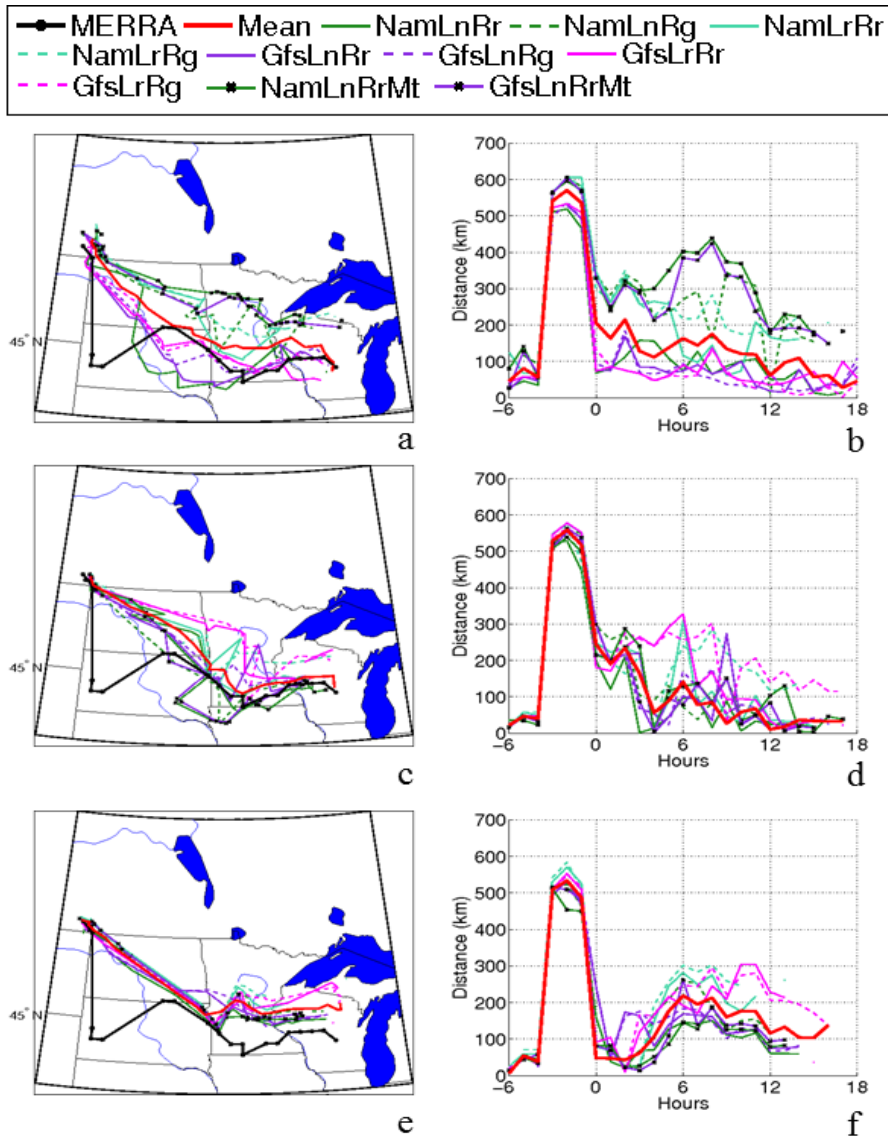 MERRA Mean NamLnRr NamLnRg NamLrRr
NamLrRg GfsLnRr GfsLnRg GfsLrRr
GfsLrRg NamLnRrMt GfsLnRrMt
45° N
a
700
600
500
400
300
200
100
0
Distance (km)
−6 0 6 12 18
Hours
b
45° N
c
700
600
500
400
300
200
100
0
Distance (km)
−6 0 6 12 18
Hours
d
45° N
e
700
600
500
400
300
200
100
0
Distance (km)
−6 0 6 12 18
Hours
f